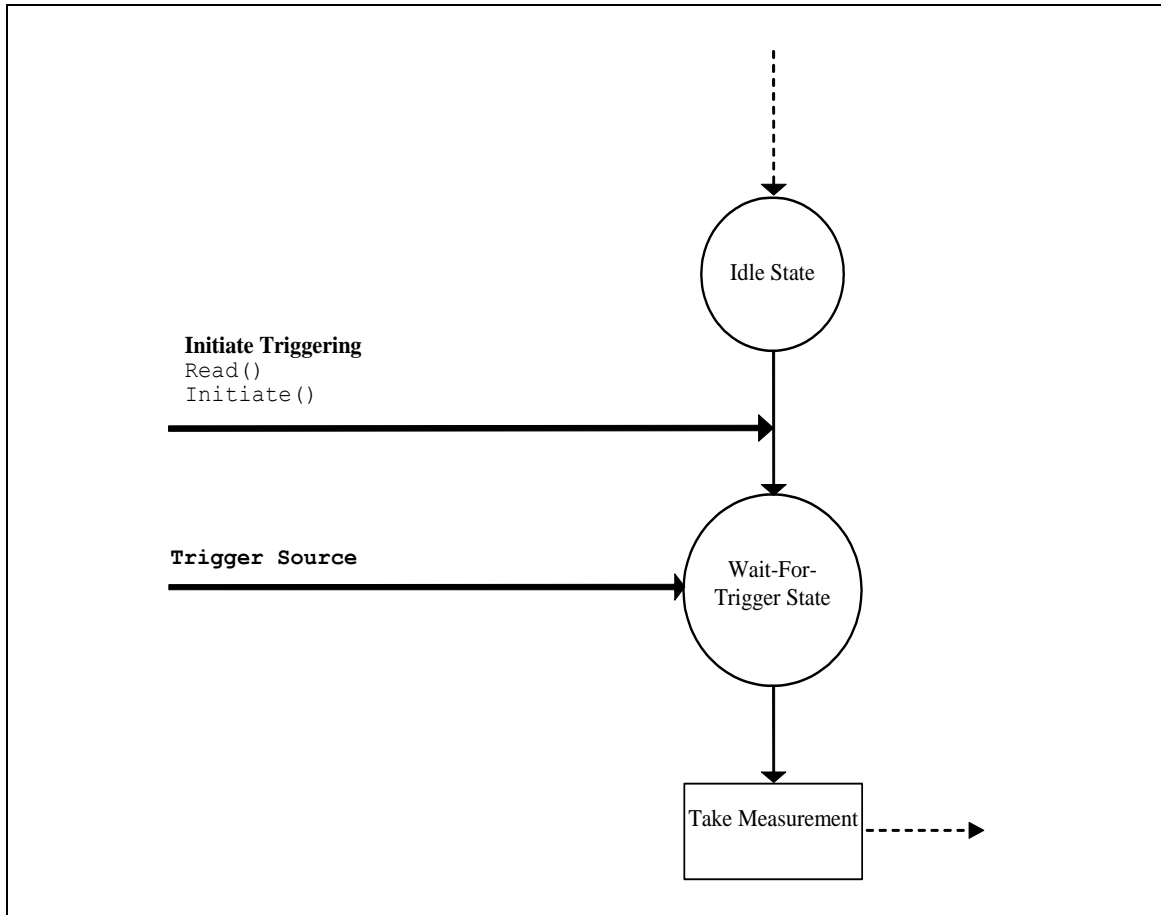 Idle State
Initiate Triggering
Read()
Initiate()
Trigger Source
Wait-For-
Trigger State
Take Measurement